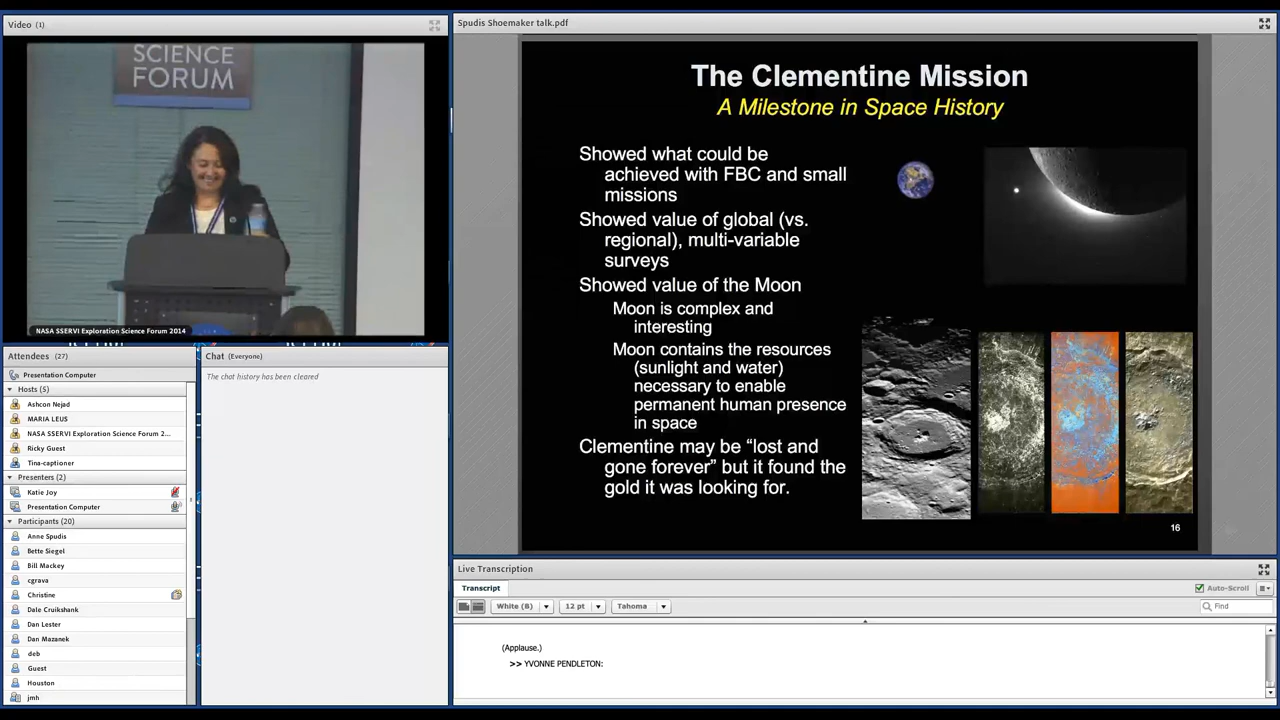 Video (1)
SCIENCE
FORUM
NASA SSERVI Exploration Science Forum 2014
Attendees (27)
Presentation Computer
Hosts (5)
Ashcon Nejad
MARIA LEUS
NASA SSERVI Exploration Science Forum 2...
Ricky Guest
Tina-captioner
Presenters (2)
Katie Joy
Presentation Computer
Participants (20)
Anne Spudis
Bette Siegel
Bill Mackey
cgrava
Christine
Dale Cruikshank
Dan Lester
Dan Mazanek
deb
Guest
Houston
jmh
Chat (Everyone)
The chat history has been cleared
Spudis Shoemaker talk.pdf
The Clementine Mission
A Milestone in Space History
Showed what could be
achieved with FBC and small
missions
Showed value of global (vs.
regional), multi-variable
surveys
Showed value of the Moon
Moon is complex and
interesting
Moon contains the resources
(sunlight and water)
necessary to enable
permanent human presence
in space
Clementine may be “lost and
gone forever” but it found the
gold it was looking for.
16
Live Transcription
Transcript
Auto-Scroll
White (B) 12 pt Tahoma Find
(Applause.)
>> YVONNE PENDLETON: